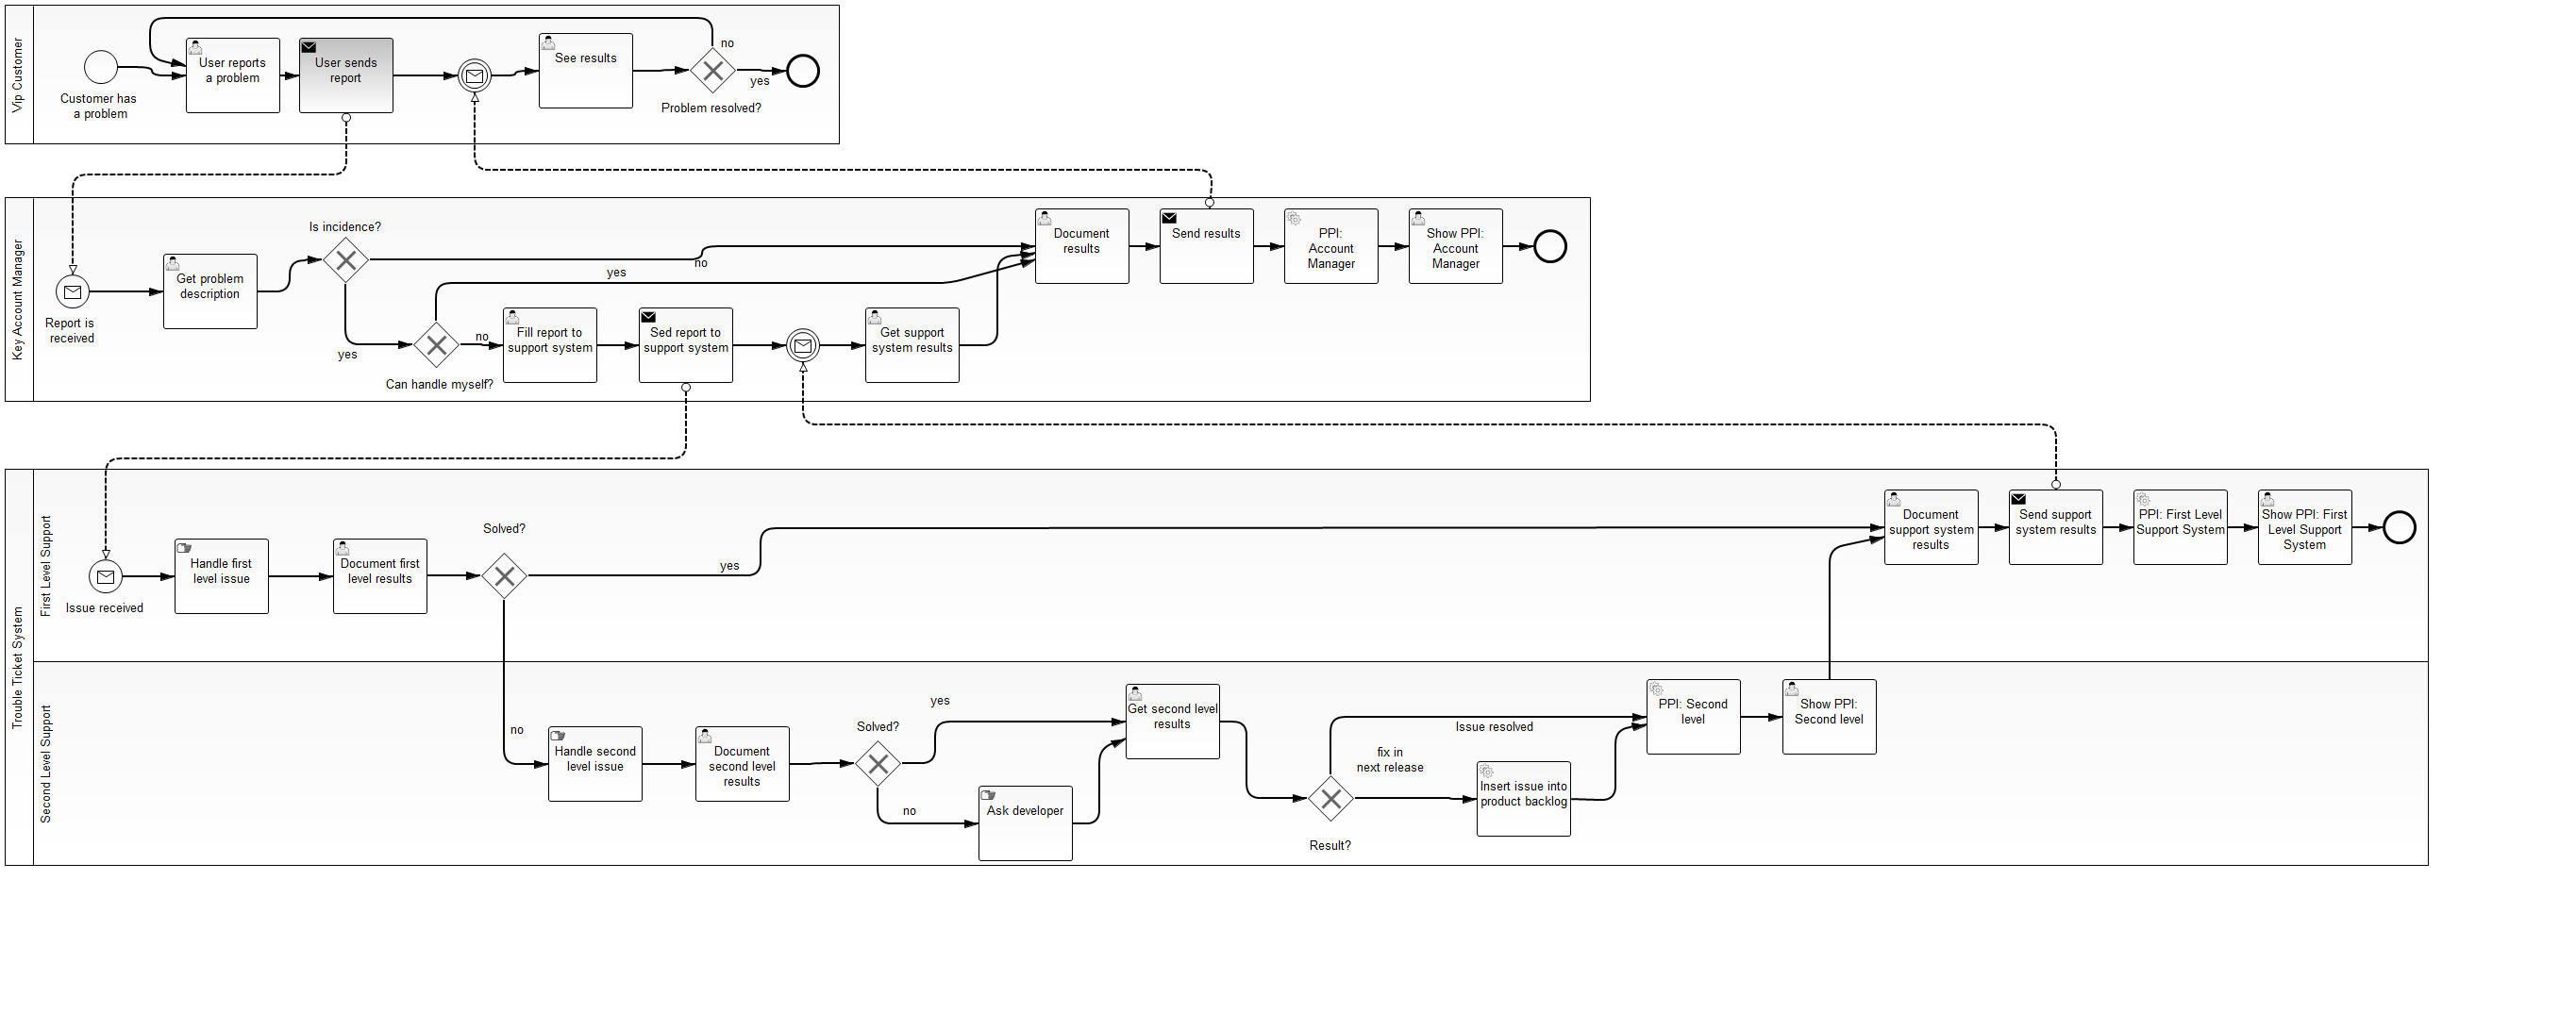 Vip Customer
Customer has
a problem
User reports
a problem
User sends
report
See results
no
yes
Problem resolved?
Key Account Manager
Report is
received
Get problem
description
Is incidence?
yes
no
yes
Can handle myself?
no
Fill report to
support system
Sed report to
support system
Get support
system results
Document
results
Send results
PPI:
Account
Manager
Show PPI:
Account
Manager
Trouble Ticket System
First Level Support
Issue received
Handle first
level issue
Document first
level results
Solved?
yes
no
Document
support system
results
Send support
system results
PPI: First Level
Support System
Show PPI: First
Level Support
System
Second Level Support
Handle second
level issue
Document
second level
results
Solved?
yes
no
Ask developer
Get second level
results
Result?
Issue resolved
fix in
next release
Insert issue into
product backlog
PPI: Second
level
Show PPI:
Second level